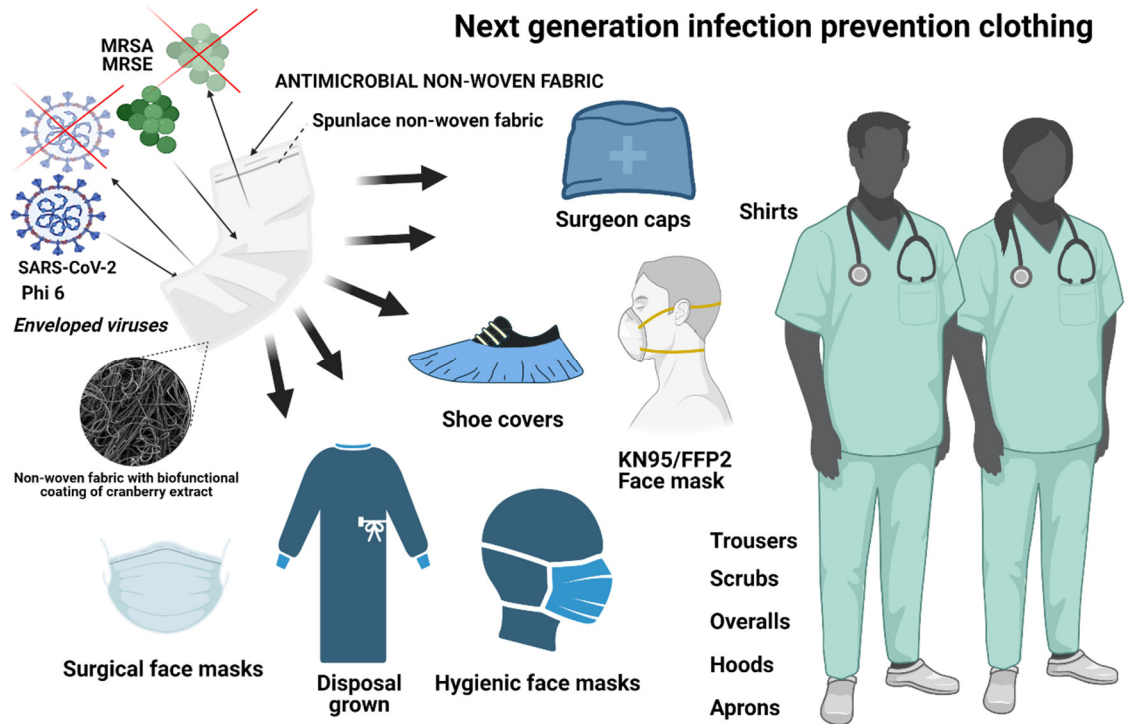 Next generation infection prevention clothing
MRSA
MRSE
ANTIMICROBIAL NON-WOVEN FABRIC
Spunlace non-woven fabric
SARS-CoV-2
Phi 6
Enveloped viruses
Non-woven fabric with biofunctional
coating of cranberry extract
Surgeon caps
Shirts
Shoe covers
KN95/FFP2
Face mask
Surgical face masks
Disposal
grown
Hygienic face masks
Trousers
Scrubs
Overalls
Hoods
Aprons